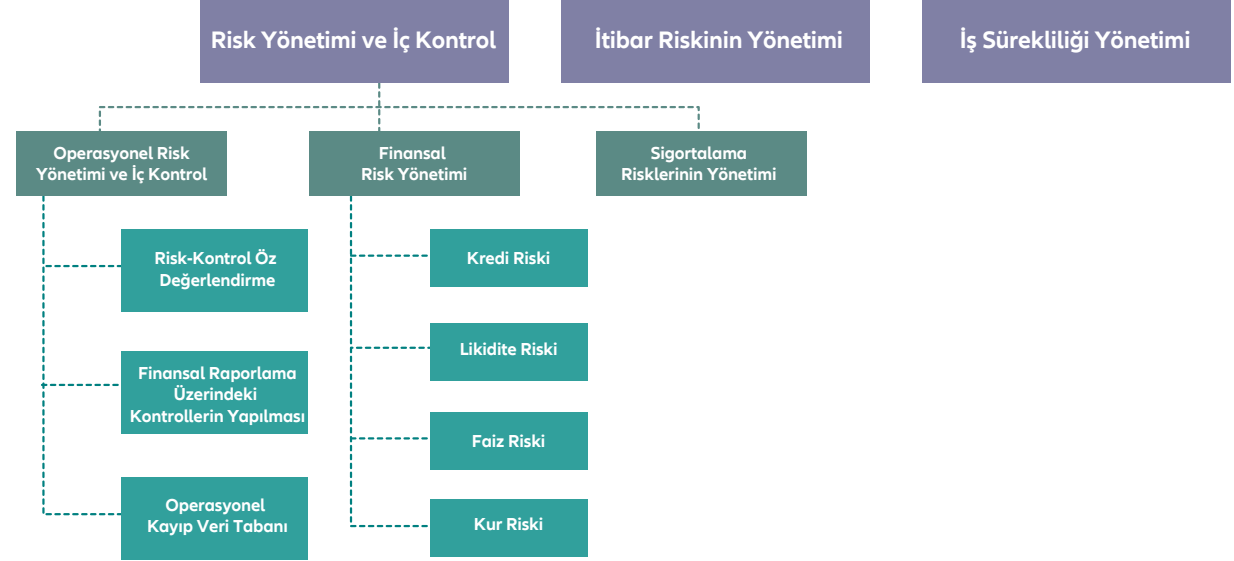 Risk Yönetimi ve İç Kontrol
İtibar Riskinin Yönetimi
İş Sürekliliği Yönetimi
Operasyonel Risk
Yönetimi ve İç Kontrol
Finansal
Risk Yönetimi
Sigortalama
Risklerinin Yönetimi
Risk-Kontrol Öz
Değerlendirme
Finansal Raporlama
Üzerindeki
Kontrollerin Yapılması
Operasyonel
Kayıp Veri Tabanı
Kredi Riski
Likidite Riski
Faiz Riski
Kur Riski